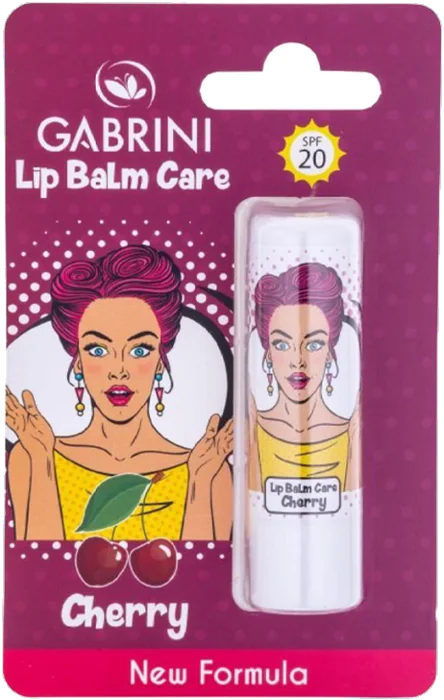 GABRINI
Lip Balm Care
SPF
20
Lip Balm Care
Cherry
Cherry
New Formula